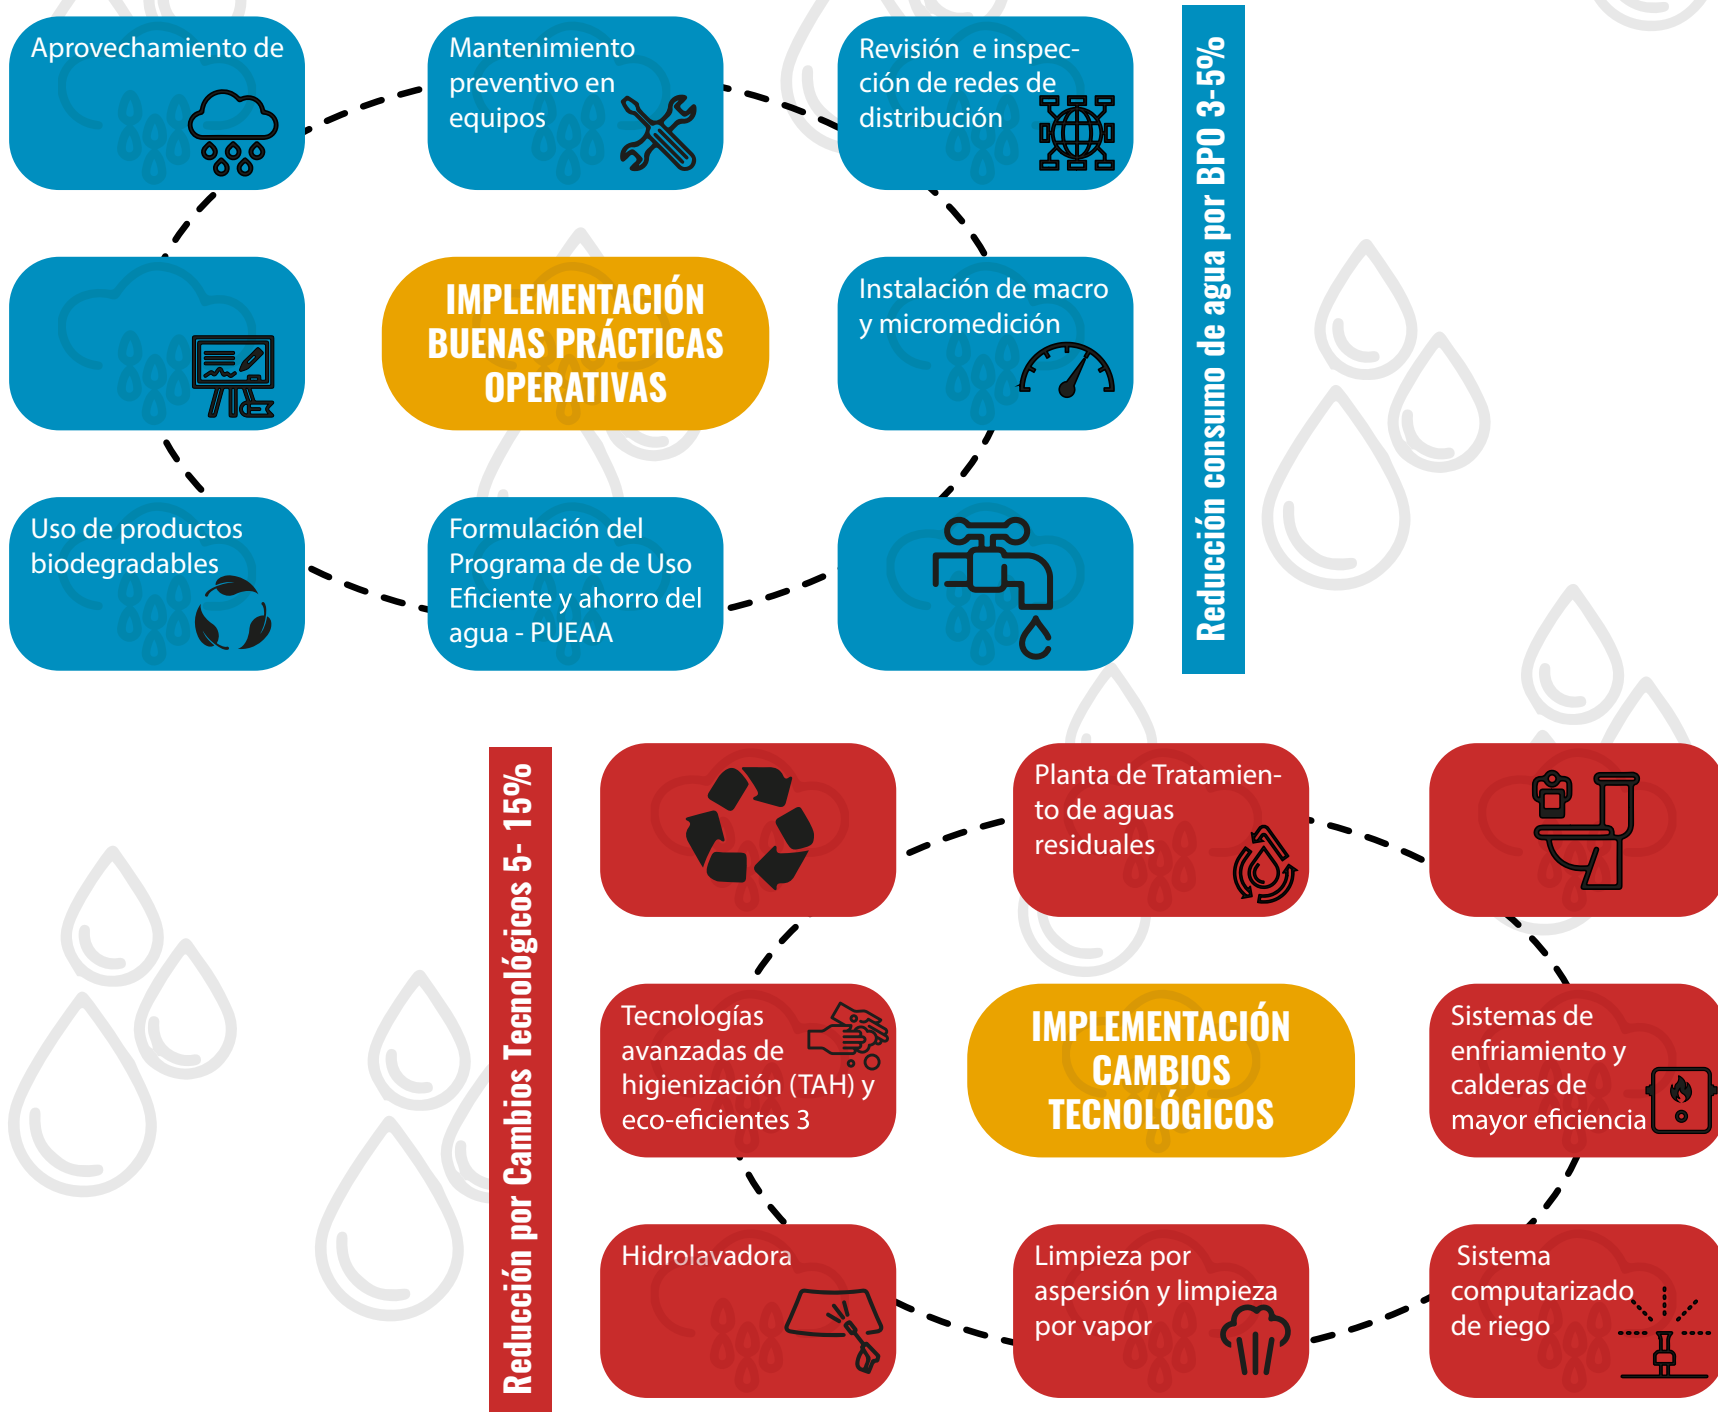 Aprovechamiento de
Mantenimiento
preventivo en
equipos
Revisión e inspec-
ción de redes de
distribución
IMPLEMENTACIÓN
BUENAS PRÁCTICAS
OPERATIVAS
Instalación de macro
y micromedición
Uso de productos
biodegradables
Formulación del
Programa de de Uso
Eficiente y ahorro del
agua - PUEAA
Reducción consumo de agua por BPO 3-5%
Reducción por Cambios Tecnológicos 5- 15%
Planta de Tratamien-
to de aguas
residuales
Tecnologías
avanzadas de
higienización (TAH) y
eco-eficientes 3
IMPLEMENTACIÓN
CAMBIOS
TECNOLÓGICOS
Sistemas de
enfriamiento y
calderas de
mayor eficiencia
Hidrolavadora
Limpieza por
aspersión y limpieza
por vapor
Sistema
computarizado
de riego